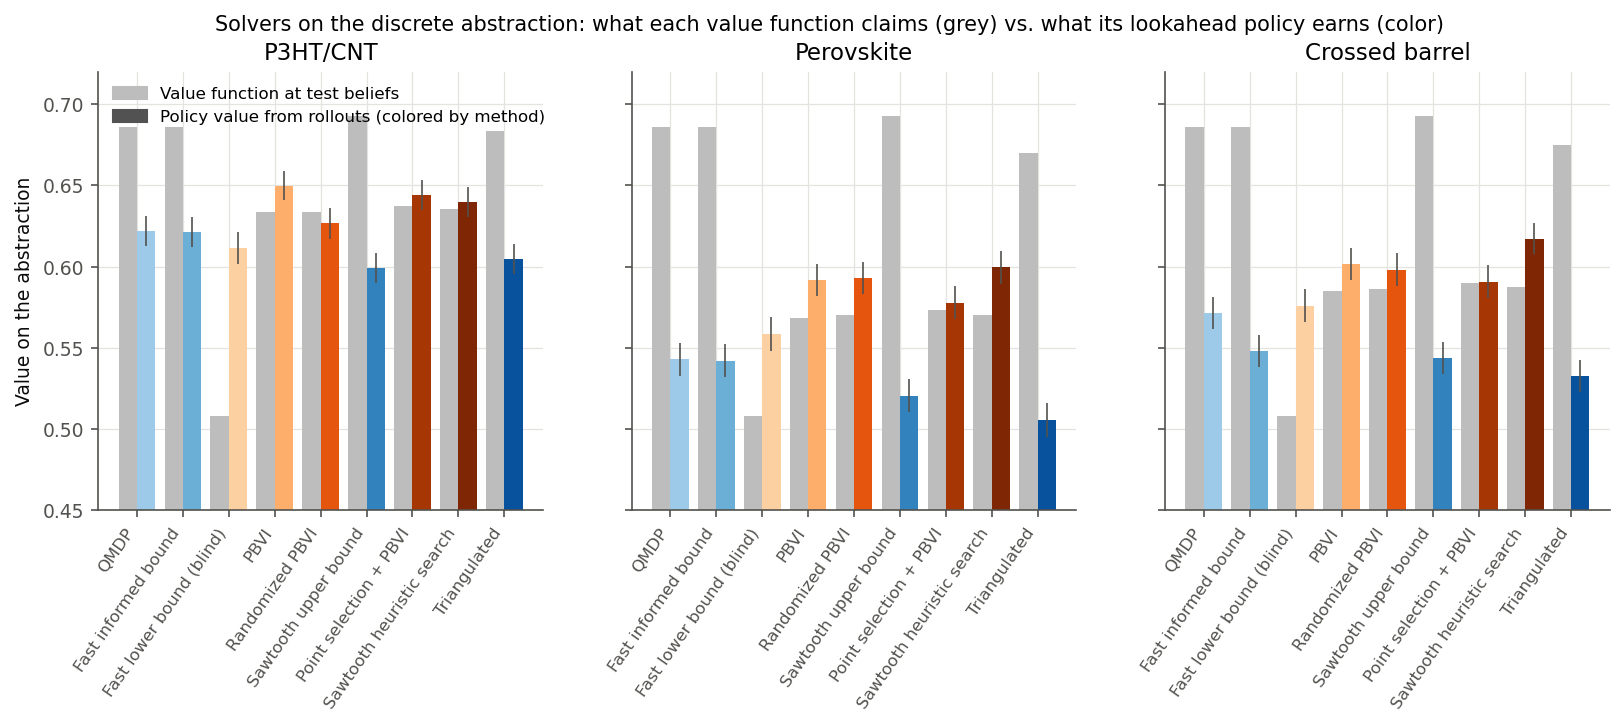 Solvers on the discrete abstraction: what each value function claims (grey) vs. what its lookahead policy earns (color)
P3HT/CNT
Perovskite
Crossed barrel
Value function at test beliefs
Policy value from rollouts (colored by method)
Value on the abstraction
0.70
0.65
0.60
0.55
0.50
0.45
QMDP
Fast informed bound
Fast lower bound (blind)
PBVI
Randomized PBVI
Sawtooth upper bound
Point selection + PBVI
Sawtooth heuristic search
Triangulated
QMDP
Fast informed bound
Fast lower bound (blind)
PBVI
Randomized PBVI
Sawtooth upper bound
Point selection + PBVI
Sawtooth heuristic search
Triangulated
QMDP
Fast informed bound
Fast lower bound (blind)
PBVI
Randomized PBVI
Sawtooth upper bound
Point selection + PBVI
Sawtooth heuristic search
Triangulated